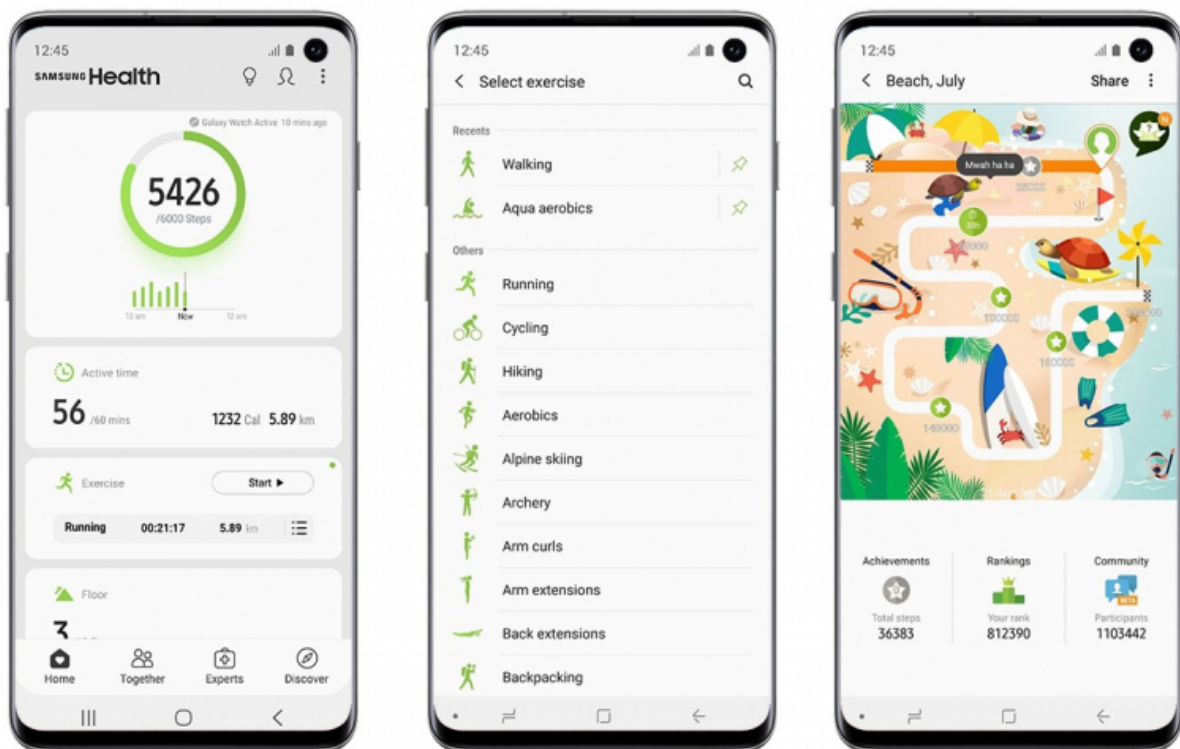 12:45
SAMSUNG Health
Galaxy Watch Active 10 mins ago
5426
/6000 Steps
12 am Now 12 am
Active time
56 /60 mins 1232 Cal 5.89 km
Exercise Start
Running 00:21:17 5.89 km
Floor
3
Home Together Experts Discover
12:45
Select exercise
Recents
Walking
Aqua aerobics
Others
Running
Cycling
Hiking
Aerobics
Alpine skiing
Archery
Arm curls
Arm extensions
Back extensions
Backpacking
12:45
Beach, July Share
N
Mwah ha ha
140000
Achievements Rankings Community
BETA
Total steps Your rank Participants
36383 812390 1103442